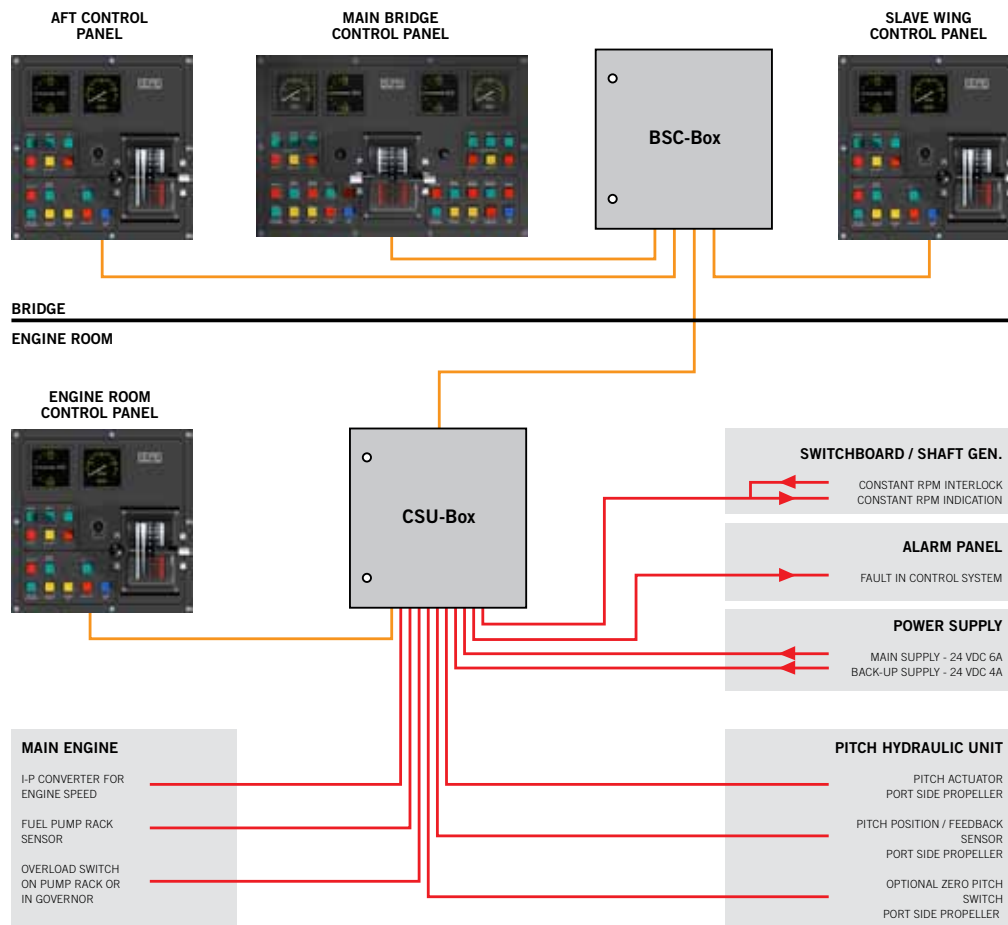 AFT CONTROL
PANEL
MAIN BRIDGE
CONTROL PANEL
SLAVE WING
CONTROL PANEL
BSC-Box
BRIDGE
ENGINE ROOM
ENGINE ROOM
CONTROL PANEL
CSU-Box
SWITCHBOARD / SHAFT GEN.
CONSTANT RPM INTERLOCK
CONSTANT RPM INDICATION
ALARM PANEL
FAULT IN CONTROL SYSTEM
POWER SUPPLY
MAIN SUPPLY - 24 VDC 6A
BACK-UP SUPPLY - 24 VDC 4A
MAIN ENGINE
I-P CONVERTER FOR
ENGINE SPEED
FUEL PUMP RACK
SENSOR
OVERLOAD SWITCH
ON PUMP RACK OR
IN GOVERNOR
PITCH HYDRAULIC UNIT
PITCH ACTUATOR
PORT SIDE PROPELLER
PITCH POSITION / FEEDBACK
SENSOR
PORT SIDE PROPELLER
OPTIONAL ZERO PITCH
SWITCH
PORT SIDE PROPELLER